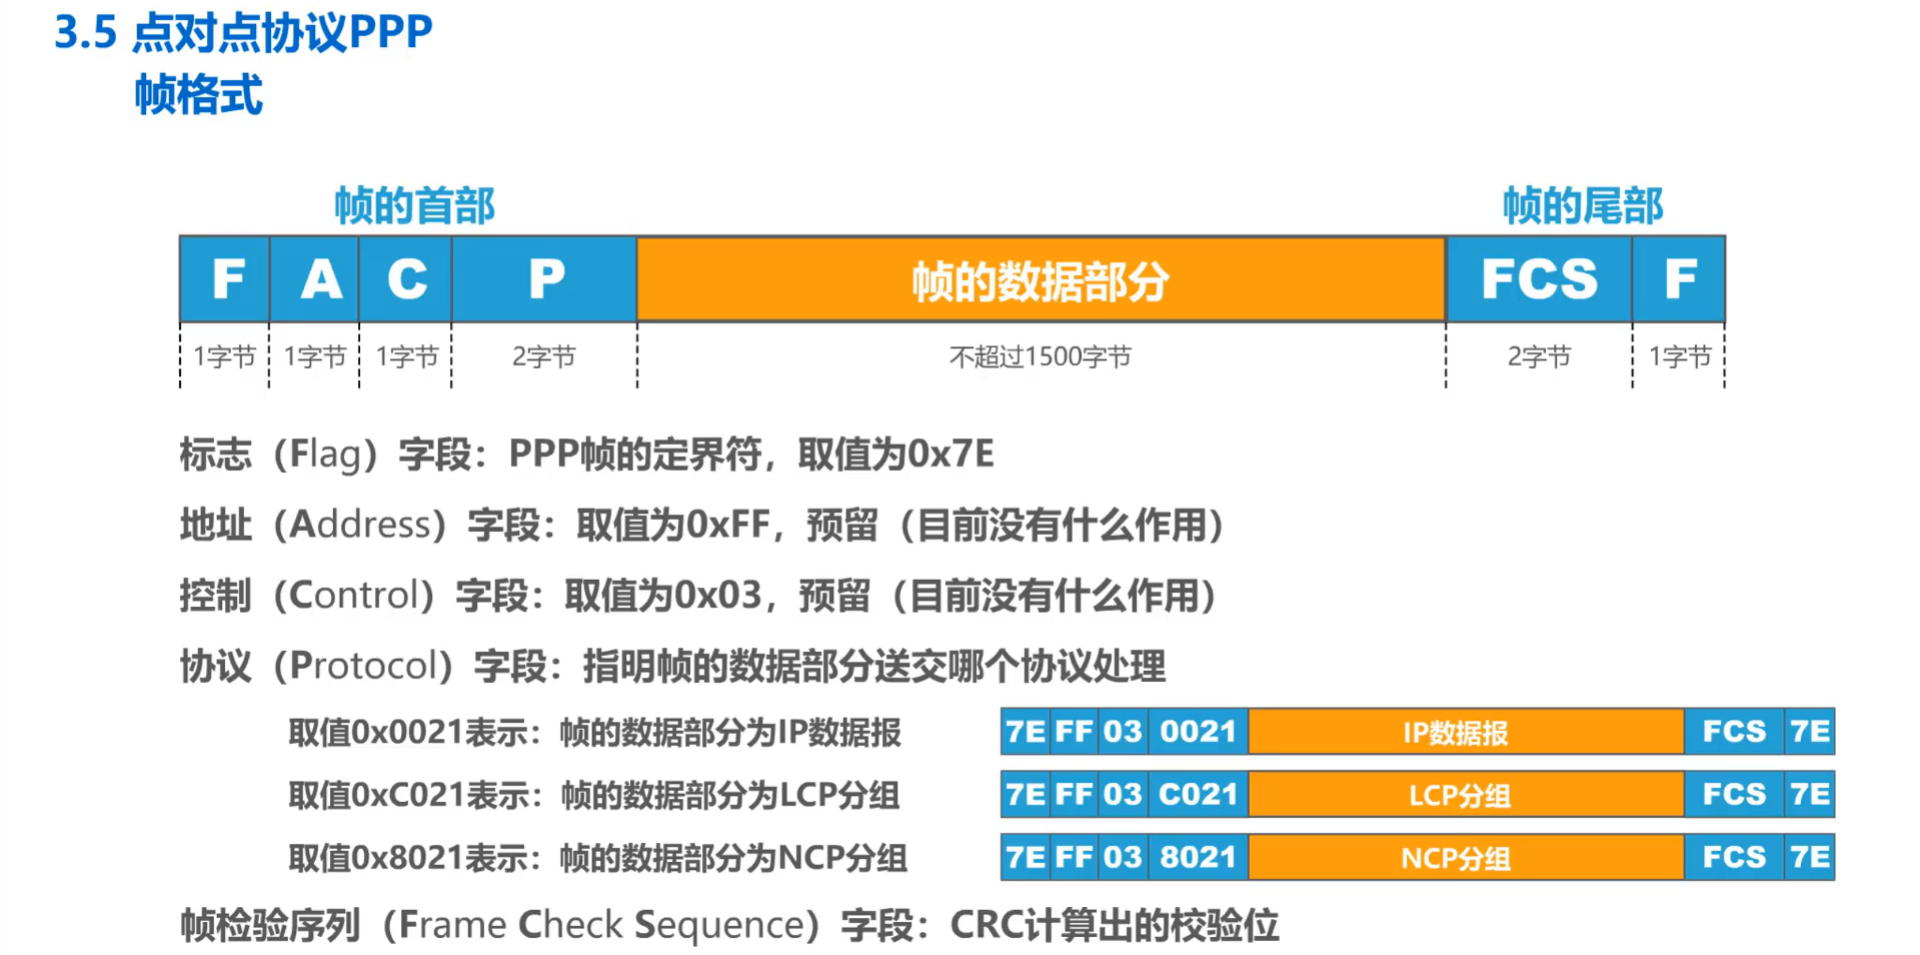 3.5 点对点协议PPP
帧格式
帧的首部 帧的尾部
F A C P 帧的数据部分 FCS F
1字节 1字节 1字节 2字节 不超过1500字节 2字节 1字节
标志（Flag）字段：PPP帧的定界符，取值为0x7E
地址（Address）字段：取值为0xFF，预留（目前没有什么作用）
控制（Control）字段：取值为0x03，预留（目前没有什么作用）
协议（Protocol）字段：指明帧的数据部分送交哪个协议处理
取值0x0021表示：帧的数据部分为IP数据报 7E FF 03 0021 IP数据报 FCS 7E
取值0xC021表示：帧的数据部分为LCP分组 7E FF 03 C021 LCP分组 FCS 7E
取值0x8021表示：帧的数据部分为NCP分组 7E FF 03 8021 NCP分组 FCS 7E
帧检验序列（Frame Check Sequence）字段：CRC计算出的校验位